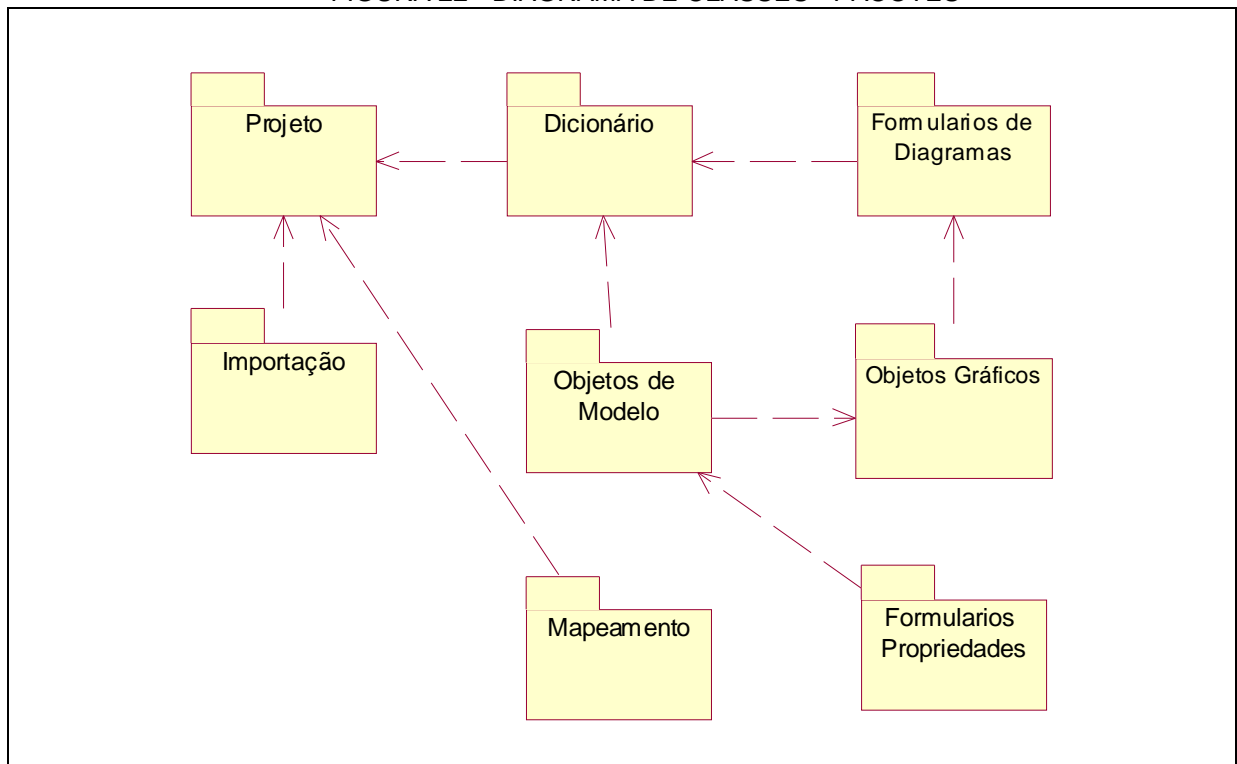 Projeto
Dicionário
Formularios de
Diagramas
Importação
Objetos de
Modelo
Objetos Gráficos
Mapeamento
Formularios
Propriedades